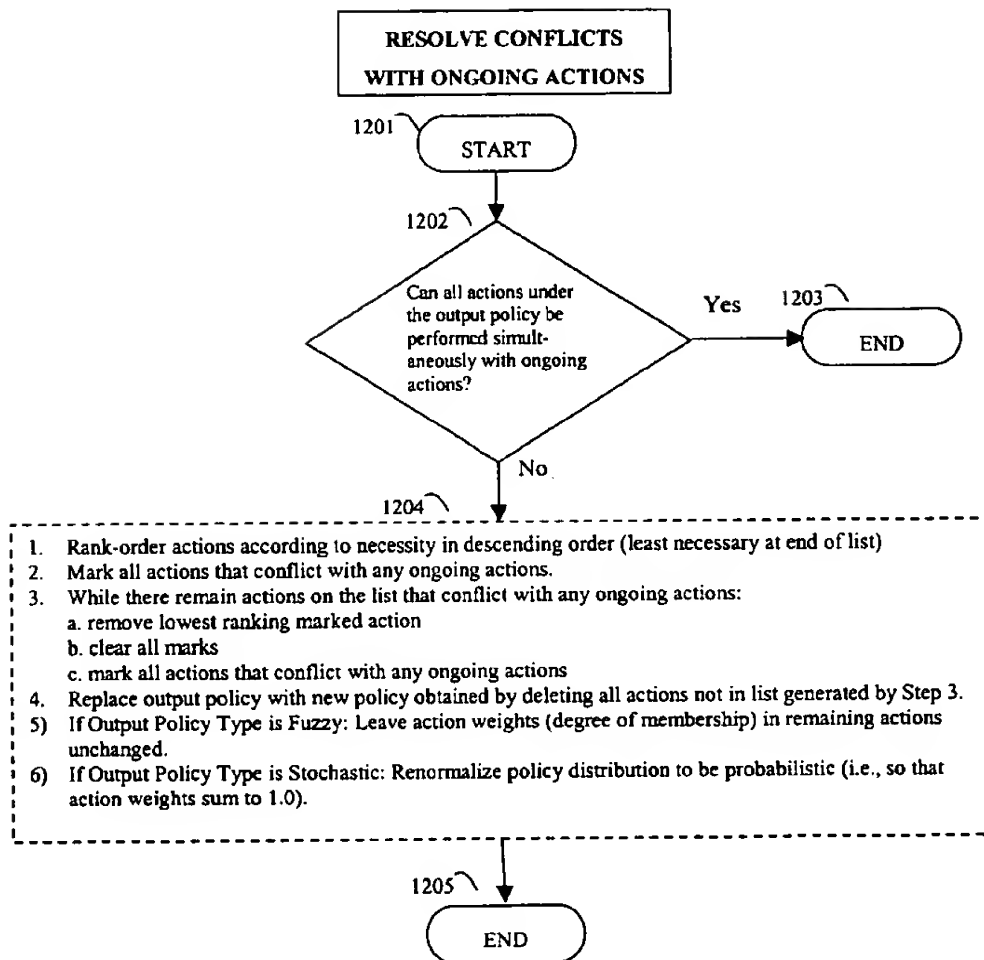 RESOLVE CONFLICTS
WITH ONGOING ACTIONS
1201
START
1202
Can all actions under
the output policy be
performed simult-
aneously with ongoing
actions?
Yes
1203
END
No
1204
1. Rank-order actions according to necessity in descending order (least necessary at end of list)
2. Mark all actions that conflict with any ongoing actions.
3. While there remain actions on the list that conflict with any ongoing actions:
a. remove lowest ranking marked action
b. clear all marks
c. mark all actions that conflict with any ongoing actions
4. Replace output policy with new policy obtained by deleting all actions not in list generated by Step 3.
5) If Output Policy Type is Fuzzy: Leave action weights (degree of membership) in remaining actions
unchanged.
6) If Output Policy Type is Stochastic: Renormalize policy distribution to be probabilistic (i.e., so that
action weights sum to 1.0).
1205
END